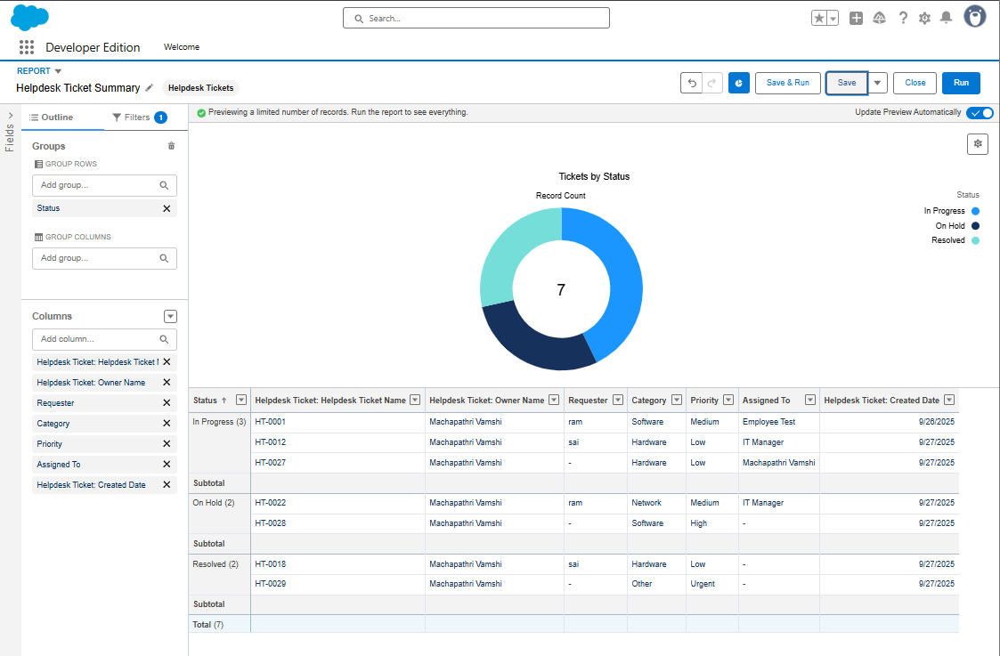 Search...
Developer Edition Welcome
REPORT
Helpdesk Ticket Summary Helpdesk Tickets Save & Run Save Close Run
Fields
Outline Filters 1
Previewing a limited number of records. Run the report to see everything. Update Preview Automatically
Groups
GROUP ROWS
Add group...
Status
GROUP COLUMNS
Add group...
Columns
Add column...
Helpdesk Ticket: Helpdesk Ticket
Helpdesk Ticket: Owner Name
Requester
Category
Priority
Assigned To
Helpdesk Ticket: Created Date
Tickets by Status
Record Count
7
Status
In Progress
On Hold
Resolved
Status Helpdesk Ticket: Helpdesk Ticket Name Helpdesk Ticket: Owner Name Requester Category Priority Assigned To Helpdesk Ticket: Created Date
In Progress (3) HT-0001 Machapathri Vamshi ram Software Medium Employee Test 9/26/2025
HT-0012 Machapathri Vamshi sai Hardware Low IT Manager 9/27/2025
HT-0027 Machapathri Vamshi - Hardware Low Machapathri Vamshi 9/27/2025
Subtotal
On Hold (2) HT-0022 Machapathri Vamshi ram Network Medium IT Manager 9/27/2025
HT-0028 Machapathri Vamshi - Software High - 9/27/2025
Subtotal
Resolved (2) HT-0018 Machapathri Vamshi sai Hardware Low - 9/27/2025
HT-0029 Machapathri Vamshi - Other Urgent - 9/27/2025
Subtotal
Total (7)